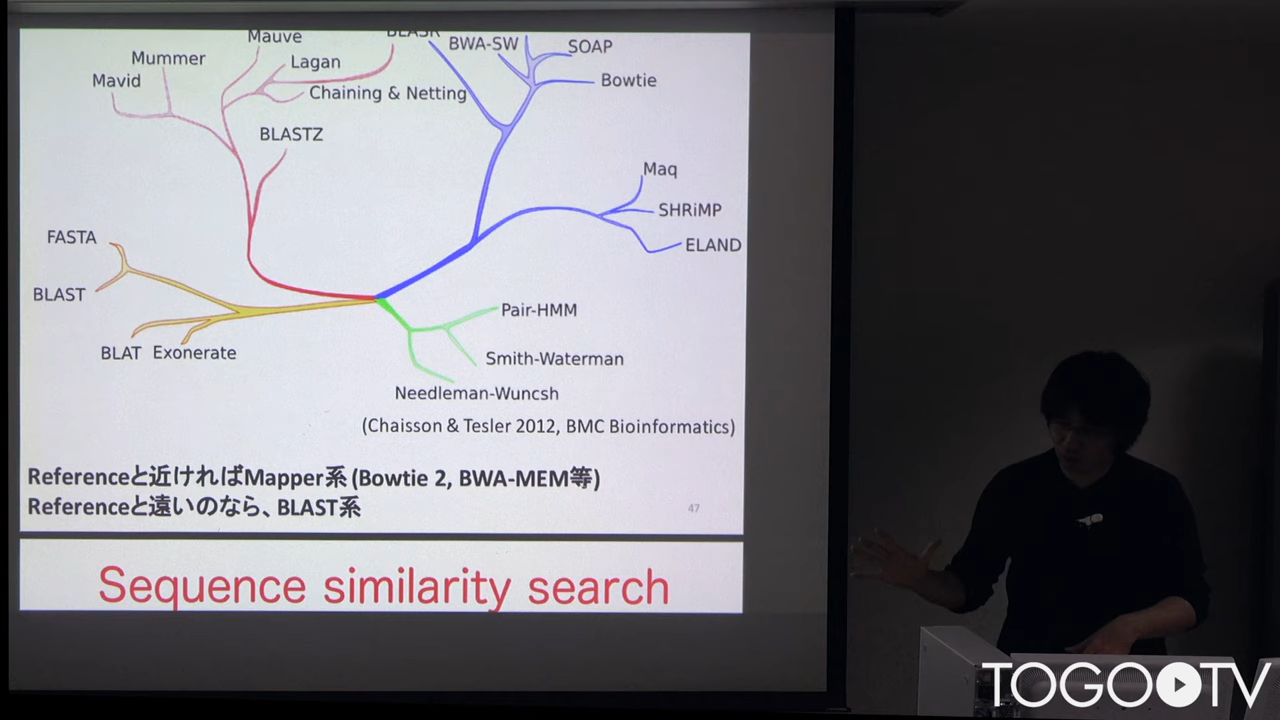 Mauve
BLASR
BWA-SW
SOAP
Mummer
Lagan
Mavid
Chaining & Netting
Bowtie
BLASTZ
Maq
SHRiMP
FASTA
ELAND
BLAST
Pair-HMM
BLAT Exonerate
Smith-Waterman
Needleman-Wuncsh
(Chaisson & Tesler 2012, BMC Bioinformatics)
Referenceと近ければMapper系 (Bowtie 2, BWA-MEM等)
Referenceと遠いのなら、BLAST系
47
Sequence similarity search
TOGOTV